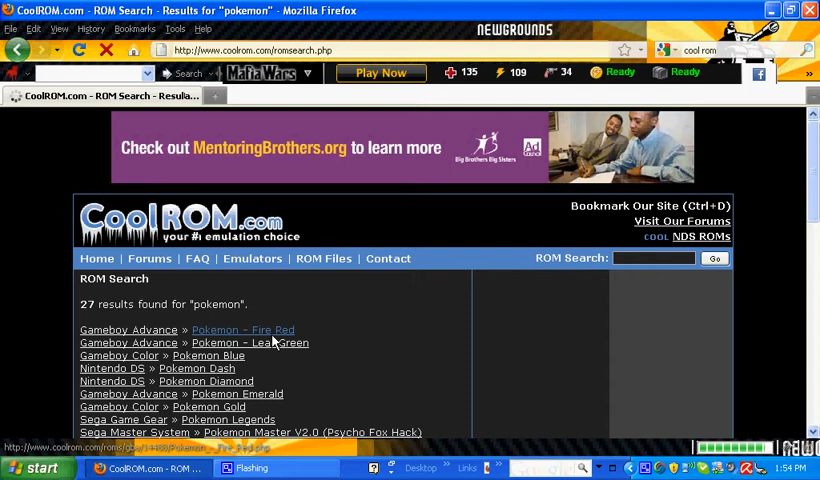 CoolROM.com - ROM Search - Results for "pokemon" - Mozilla Firefox
File Edit View History Bookmarks Tools Help
NEWGROUNDS
http://www.coolrom.com/romsearch.php
cool rom
Search
Mafia Wars
Play Now
135
109
34
Ready
Ready
CoolROM.com - ROM Search - Results...
Check out MentoringBrothers.org to learn more
Big Brothers Big Sisters
Ad Council
CoolROM.com
your #1 emulation choice
Bookmark Our Site (Ctrl+D)
Visit Our Forums
COOL NDS ROMs
Home | Forums | FAQ | Emulators | ROM Files | Contact
ROM Search:
Go
ROM Search
27 results found for "pokemon".
Gameboy Advance » Pokemon - Fire Red
Gameboy Advance » Pokemon - Leaf Green
Gameboy Color » Pokemon Blue
Nintendo DS » Pokemon Dash
Nintendo DS » Pokemon Diamond
Gameboy Advance » Pokemon Emerald
Gameboy Color » Pokemon Gold
Sega Game Gear » Pokemon Legends
Sega Master System » Pokemon Master V2.0 (Psycho Fox Hack)
start
CoolROM.com - ROM ...
Flashing
Desktop
Links
1:54 PM